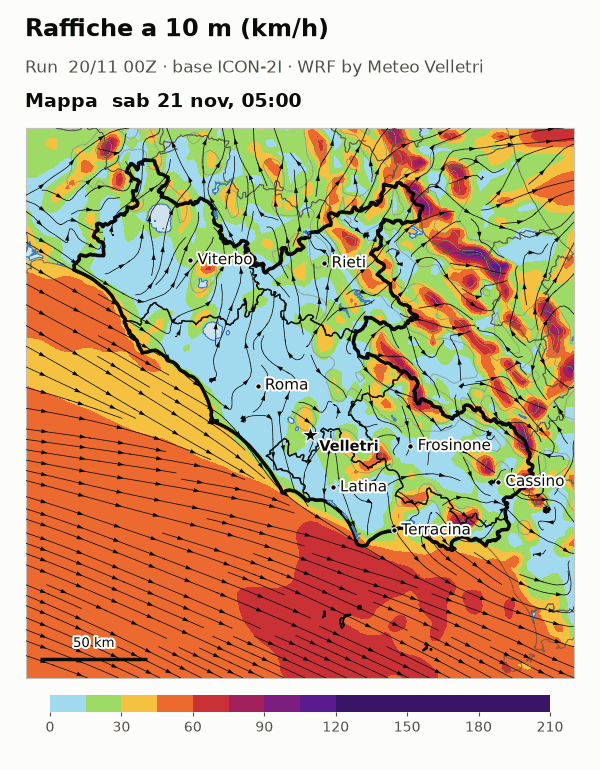 Raffiche a 10 m (km/h)
Run 20/11 00Z · base ICON-2I · WRF by Meteo Velletri
Mappa sab 21 nov, 05:00
Viterbo
Rieti
Roma
Velletri
Frosinone
Cassino
Latina
Terracina
50 km
0 30 60 90 120 150 180 210